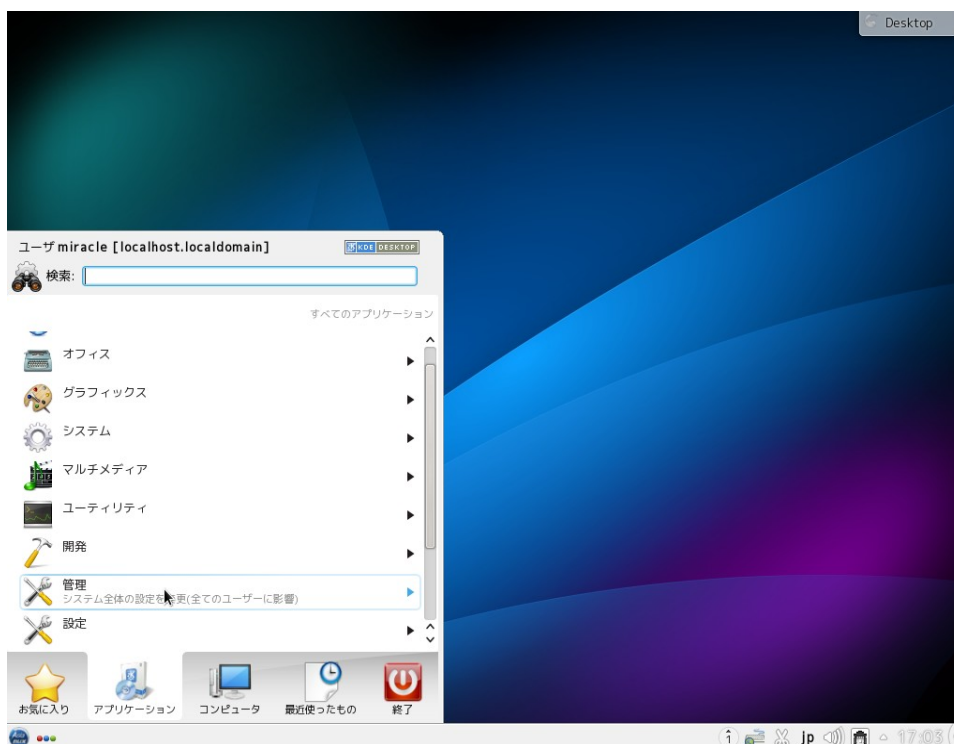 Desktop
ユーザ miracle [localhost.localdomain]
KDE DESKTOP
検索:
すべてのアプリケーション
オフィス
グラフィックス
システム
マルチメディア
ユーティリティ
開発
管理
システム全体の設定を変更(全てのユーザーに影響)
設定
お気に入り
アプリケーション
コンピュータ
最近使ったもの
終了
jp
17:03